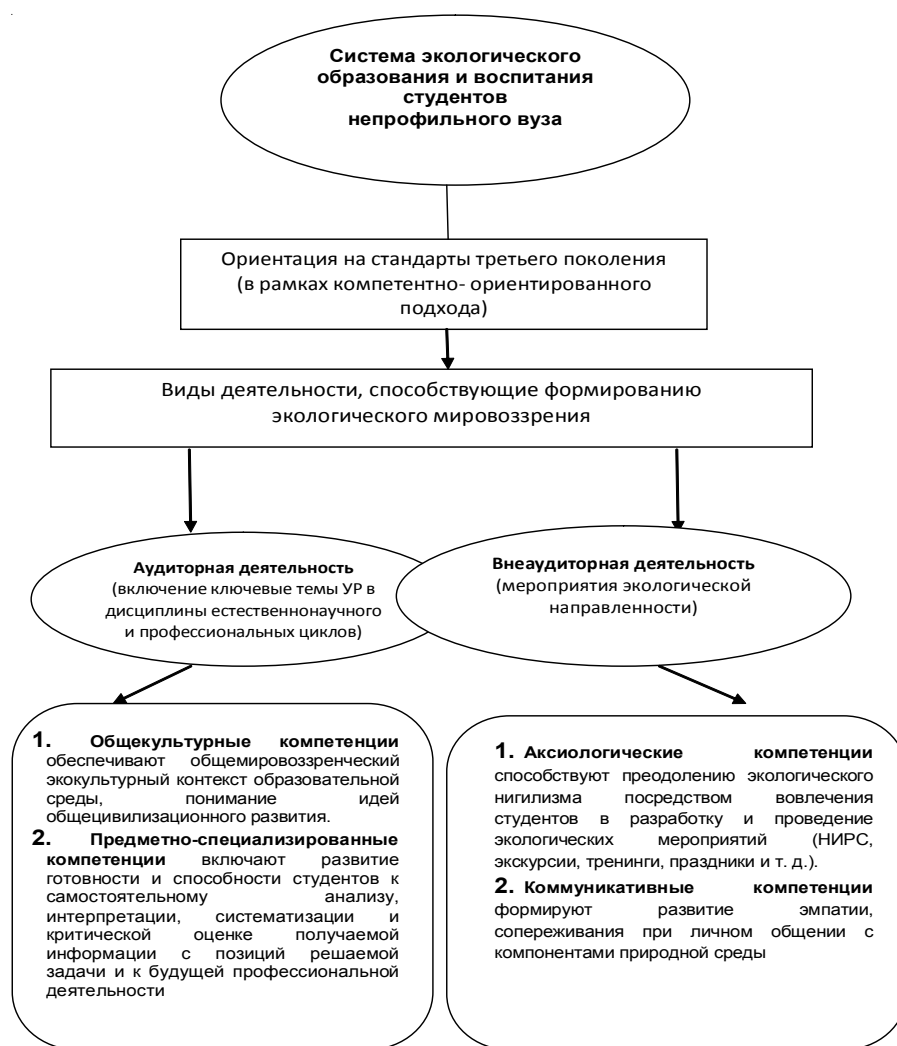 Система экологического
образования и воспитания
студентов
непрофильного вуза
Ориентация на стандарты третьего поколения
(в рамках компетентно- ориентированного
подхода)
Виды деятельности, способствующие формированию
экологического мировоззрения
Аудиторная деятельность
(включение ключевые темы УР в
дисциплины естественнонаучного
и профессиональных циклов)
Внеаудиторная деятельность
(мероприятия экологической
направленности)
1. Общекультурные компетенции
обеспечивают общемировоззренческий
экокультурный контекст образовательной
среды, понимание идей
общецивилизационного развития.
2. Предметно-специализированные
компетенции включают развитие
готовности и способности студентов к
самостоятельному анализу,
интерпретации, систематизации и
критической оценке получаемой
информации с позиций решаемой
задачи и к будущей профессиональной
деятельности
1. Аксиологические компетенции
способствуют преодолению экологического
нигилизма посредством вовлечения
студентов в разработку и проведение
экологических мероприятий (НИРС,
экскурсии, тренинги, праздники и т. д.).
2. Коммуникативные компетенции
формируют развитие эмпатии,
сопереживания при личном общении с
компонентами природной среды